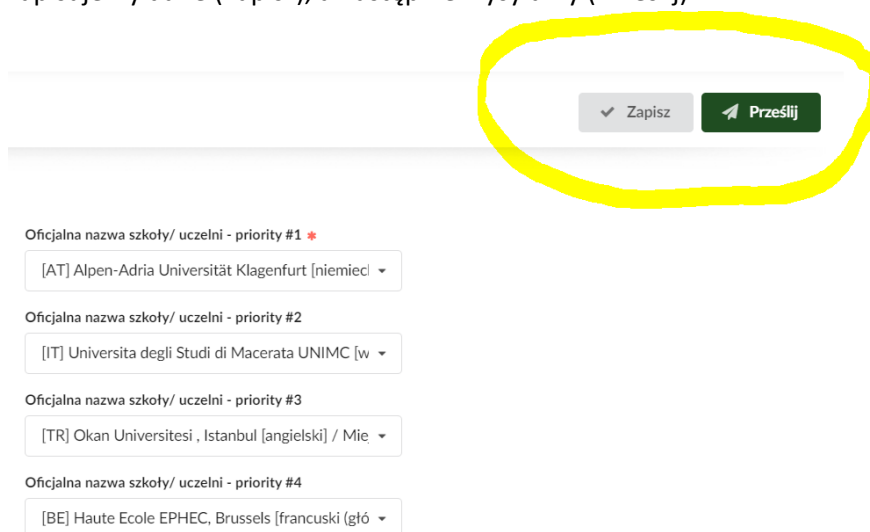 Zapisz Prześlij
Oficjalna nazwa szkoły/ uczelni - priority #1 *
[AT] Alpen-Adria Universität Klagenfurt [niemiecl
Oficjalna nazwa szkoły/ uczelni - priority #2
[IT] Universita degli Studi di Macerata UNIMC [w
Oficjalna nazwa szkoły/ uczelni - priority #3
[TR] Okan Universitesi , Istanbul [angielski] / Mie
Oficjalna nazwa szkoły/ uczelni - priority #4
[BE] Haute Ecole EPHEC, Brussels [francuski (głó